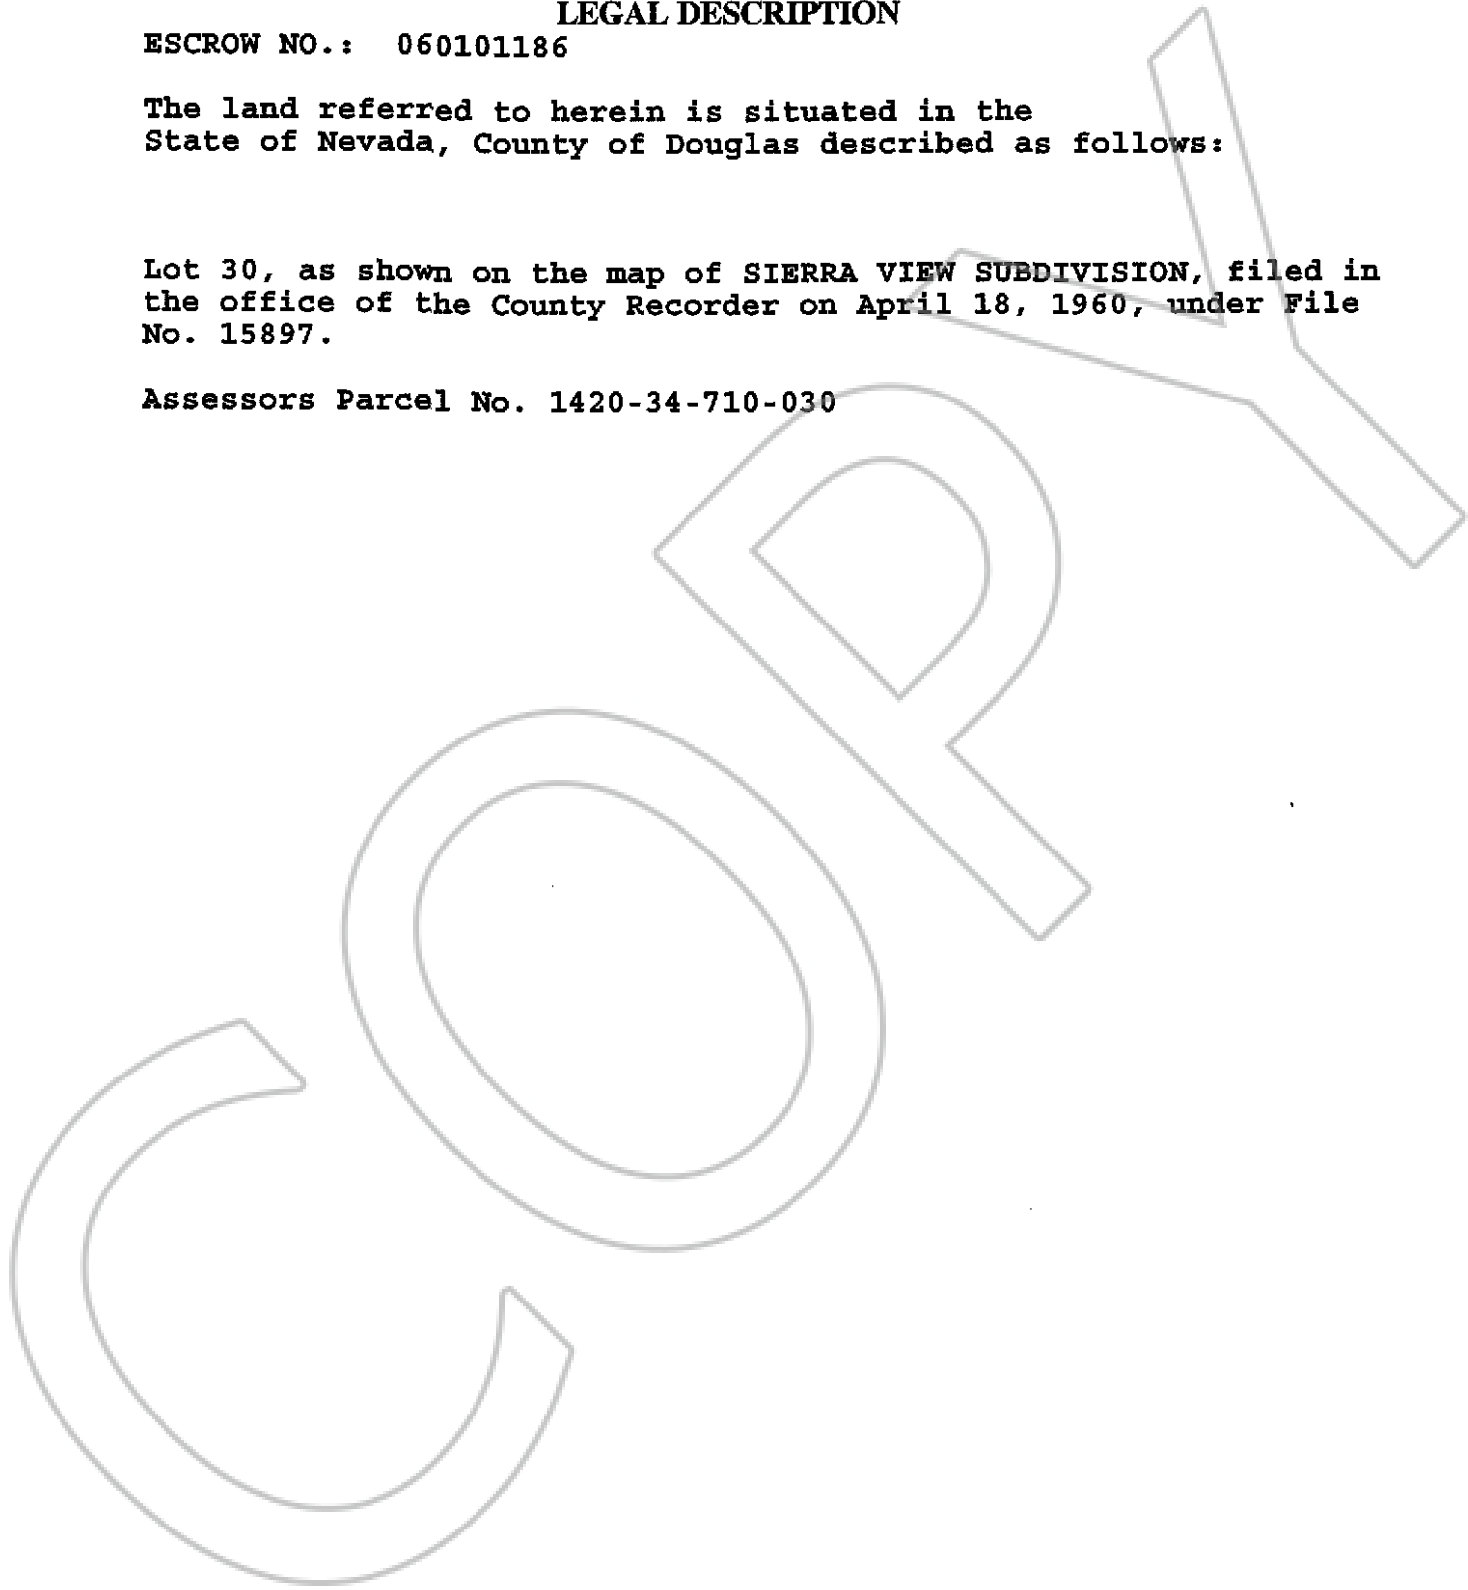 LEGAL DESCRIPTION
ESCROW NO.: 060101186
The land referred to herein is situated in the
State of Nevada, County of Douglas described as follows:
Lot 30, as shown on the map of SIERRA VIEW SUBDIVISION, filed in
the office of the County Recorder on April 18, 1960, under File
No. 15897.
Assessors Parcel No. 1420-34-710-030
COPY